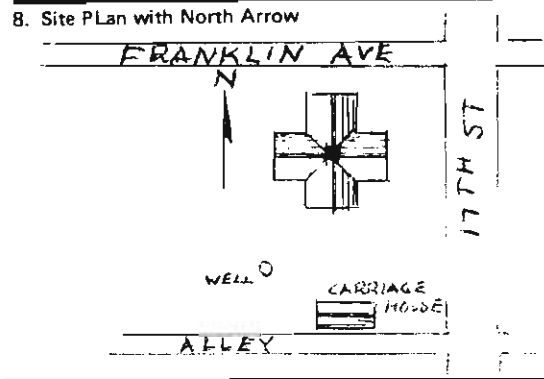 8. Site PLan with North Arrow
FRANKLIN AVE
N
17TH ST
WELL
CARRIAGE
HOUSE
ALLEY